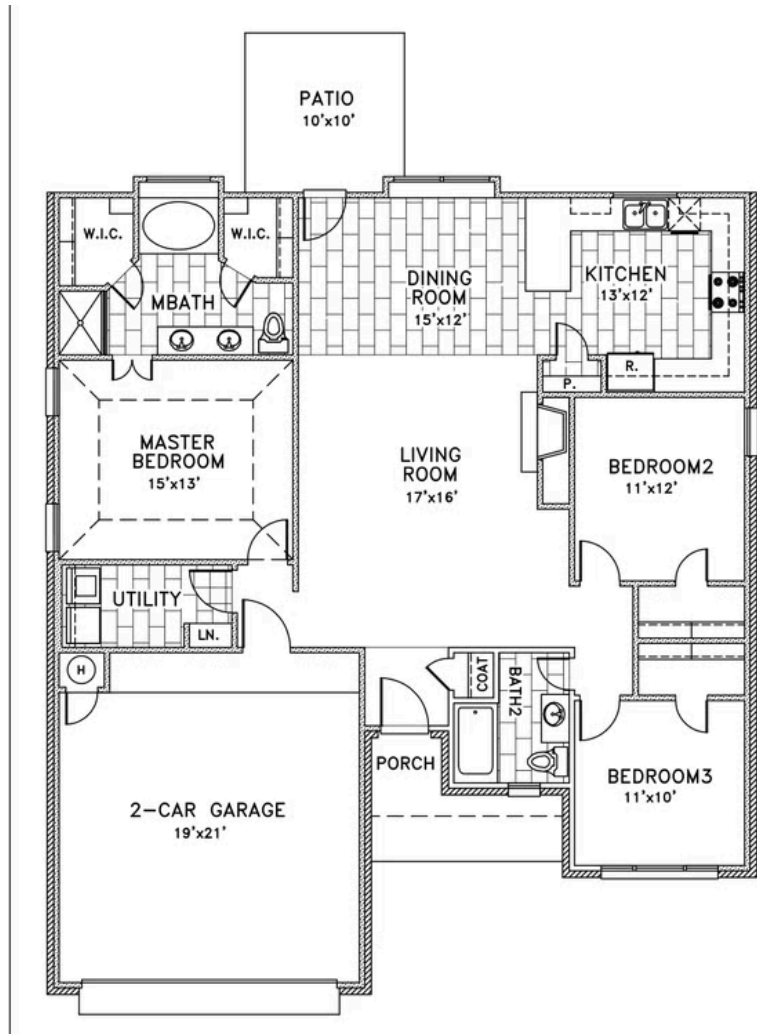 PATIO
10'x10'
W.I.C.
W.I.C.
MBATH
DINING
ROOM
15'x12'
KITCHEN
13'x12'
P.
R.
MASTER
BEDROOM
15'x13'
LIVING
ROOM
17'x16'
BEDROOM2
11'x12'
UTILITY
LN.
H
COAT
BATH2
PORCH
BEDROOM3
11'x10'
2-CAR GARAGE
19'x21'